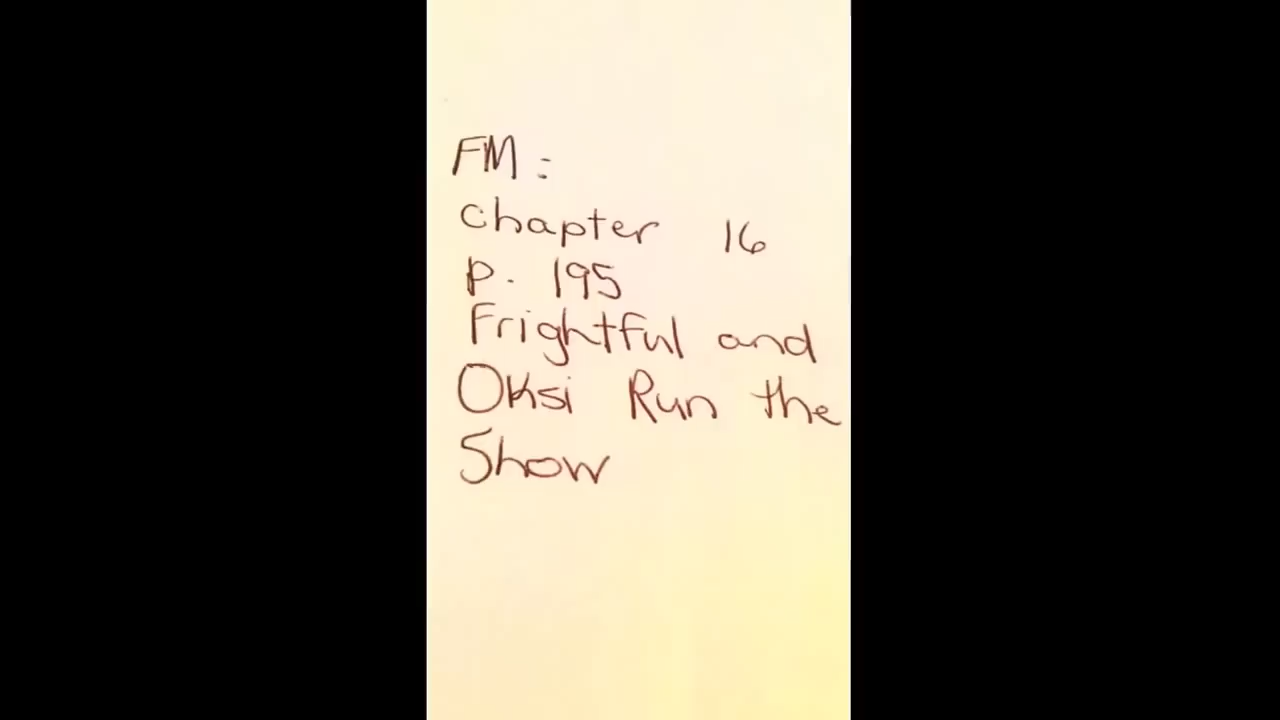 FM:
chapter 16
p. 195
Frightful and
Oksi Run the
Show